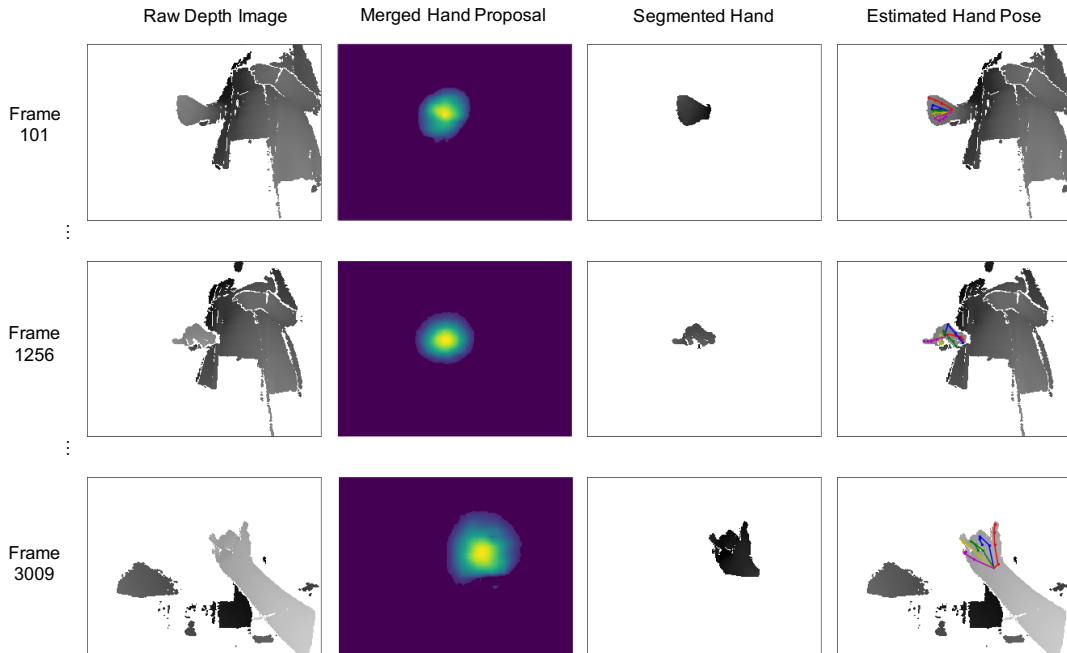 Raw Depth Image
Merged Hand Proposal
Segmented Hand
Estimated Hand Pose
Frame
101
⋮
Frame
1256
⋮
Frame
3009